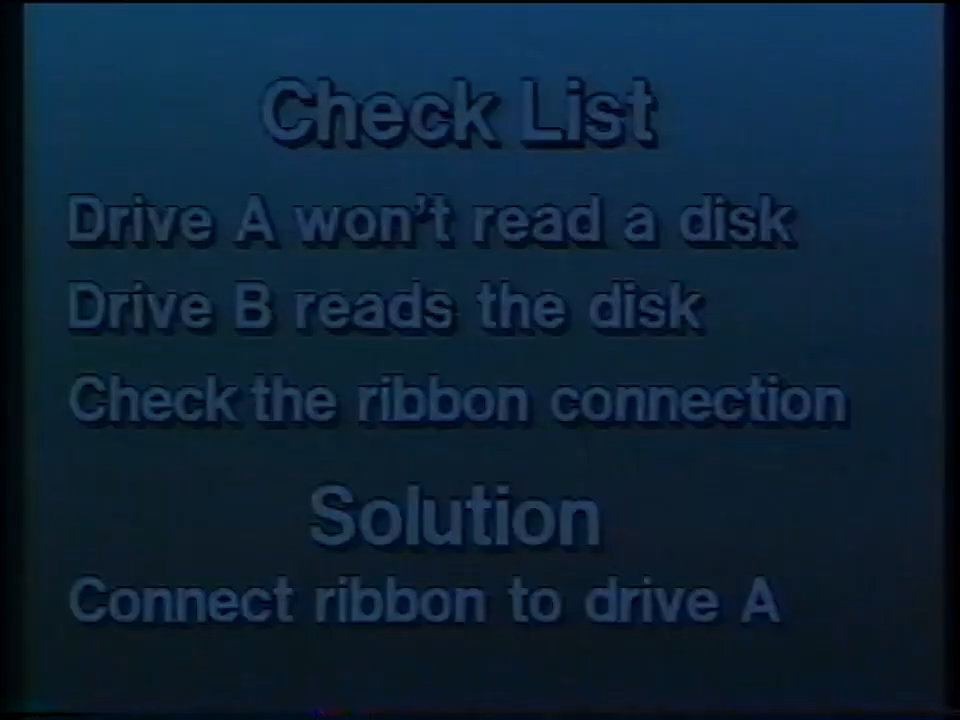 Check List
Drive A won't read a disk
Drive B reads the disk
Check the ribbon connection
Solution
Connect ribbon to drive A